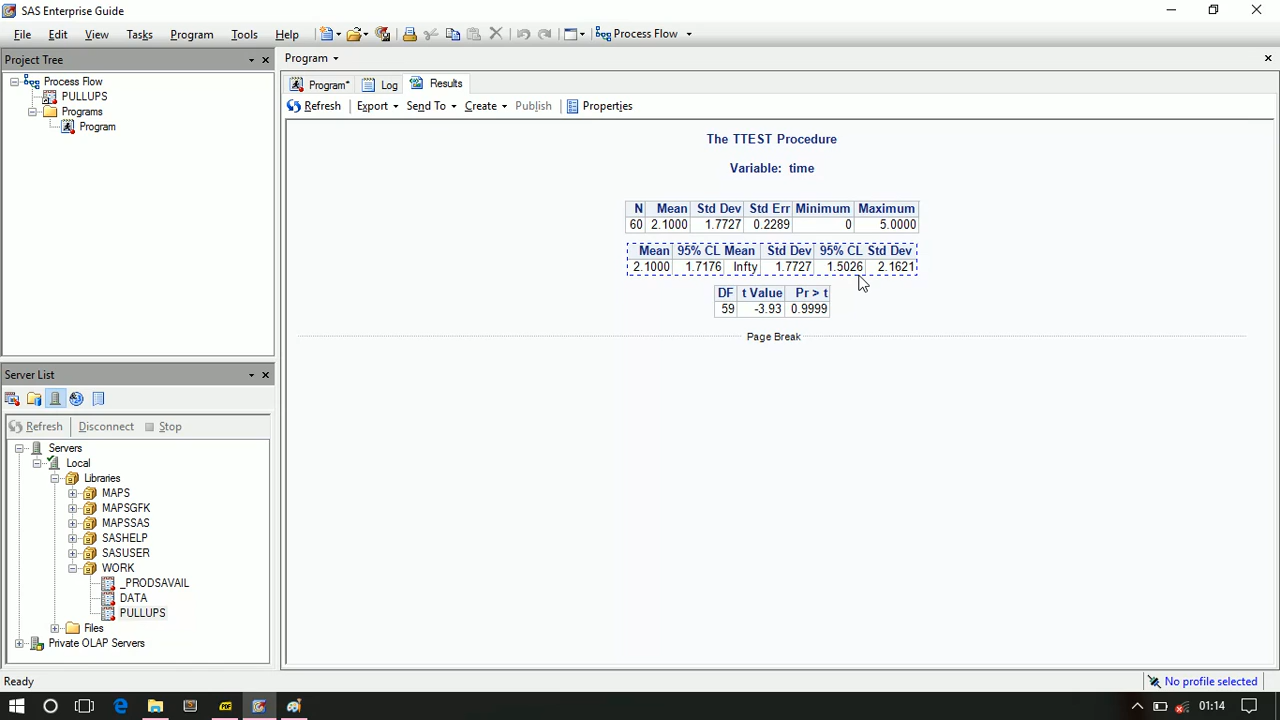 SAS Enterprise Guide
File Edit View Tasks Program Tools Help Process Flow
Project Tree
Process Flow
PULLUPS
Programs
Program
Program
Program* Log Results
Refresh Export Send To Create Publish Properties
The TTEST Procedure
Variable: time
N Mean Std Dev Std Err Minimum Maximum
60 2.1000 1.7727 0.2289 0 5.0000
Mean 95% CL Mean Std Dev 95% CL Std Dev
2.1000 1.7176 Infty 1.7727 1.5026 2.1621
DF t Value Pr > t
59 -3.93 0.9999
Page Break
Server List
Refresh Disconnect Stop
Servers
Local
Libraries
MAPS
MAPSGFK
MAPSSAS
SASHELP
SASUSER
WORK
_PRODSAVAIL
DATA
PULLUPS
Files
Private OLAP Servers
Ready
No profile selected
01:14